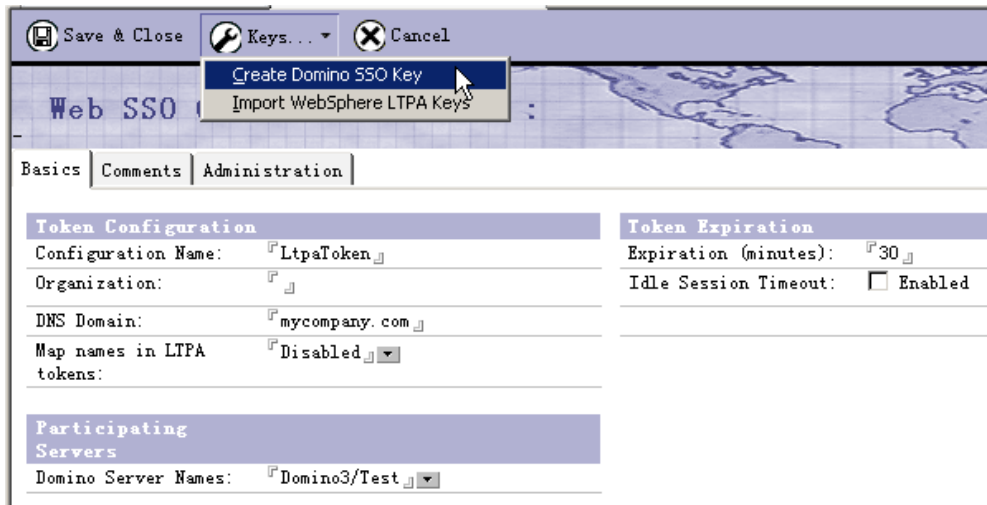 Save & Close Keys... Cancel
Create Domino SSO Key
Import WebSphere LTPA Keys
Web SSO :
Basics Comments Administration
Token Configuration
Configuration Name: LtpaToken
Organization:
DNS Domain: mycompany.com
Map names in LTPA tokens: Disabled
Participating
Servers
Domino Server Names: Domino3/Test
Token Expiration
Expiration (minutes): 30
Idle Session Timeout: Enabled